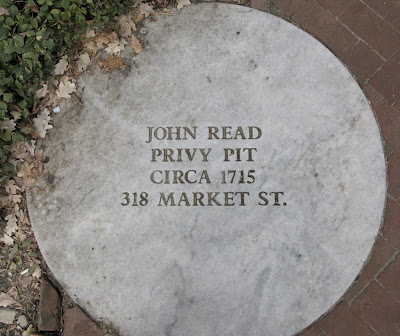 JOHN READ
PRIVY PIT
CIRCA 1715
318 MARKET ST.